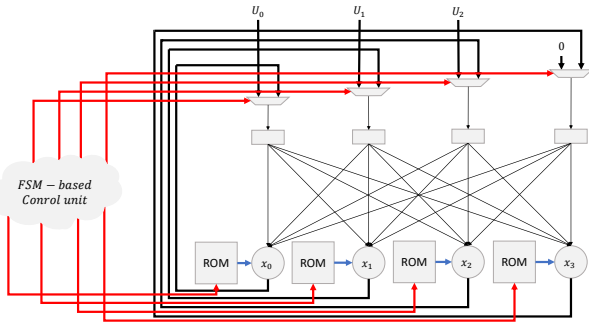 U₀ U₁ U₂
0
FSM − based
Conrol unit
ROM x₀ ROM x₁ ROM x₂ ROM x₃